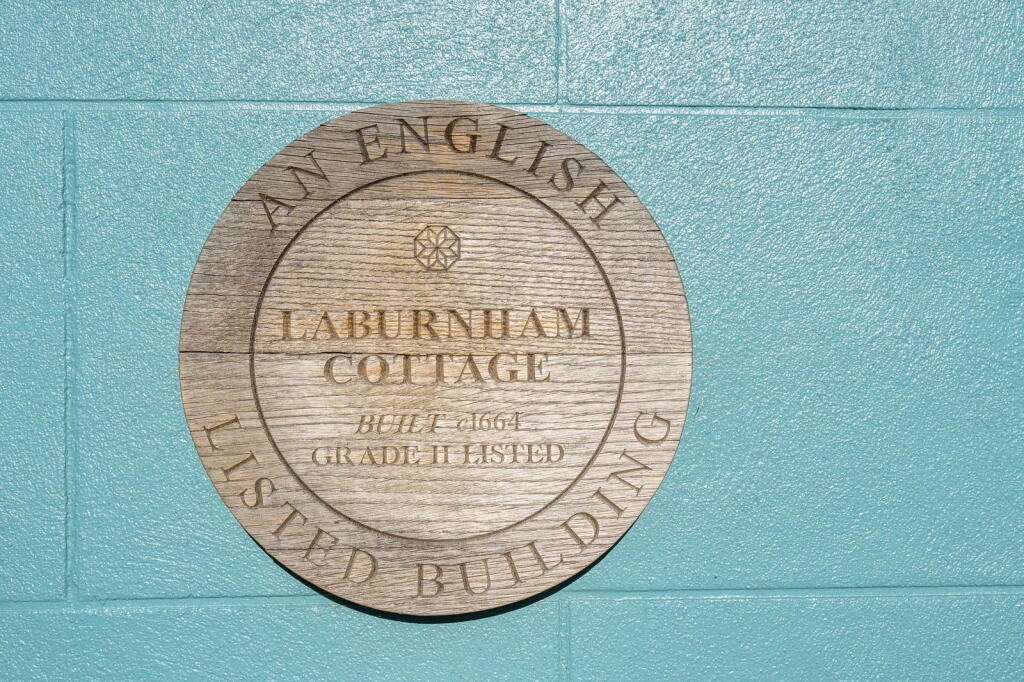 AN ENGLISH
LABURNHAM
COTTAGE
BUILT c1664
GRADE II LISTED
LISTED BUILDING